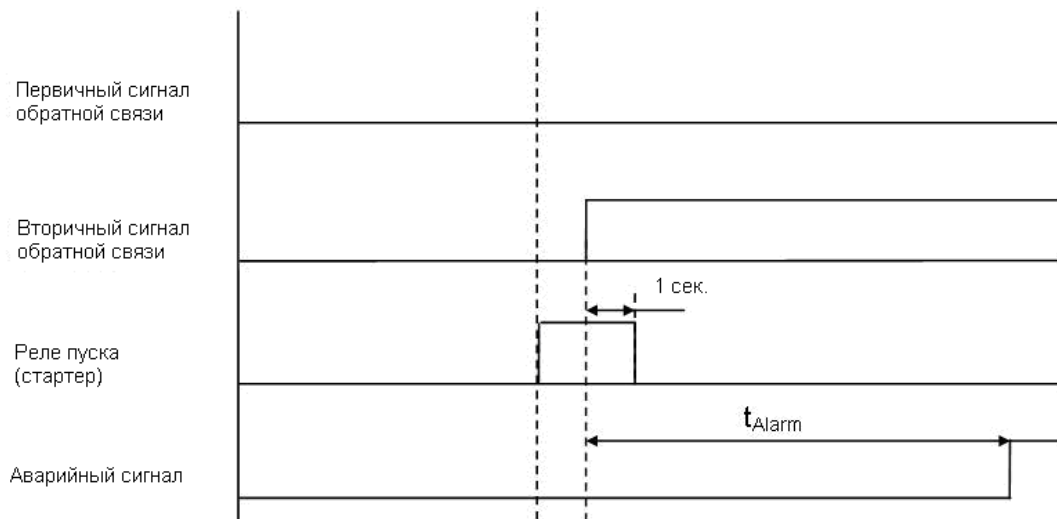 Первичный сигнал
обратной связи
Вторичный сигнал
обратной связи
1 сек.
Реле пуска
(стартер)
tAlarm
Аварийный сигнал